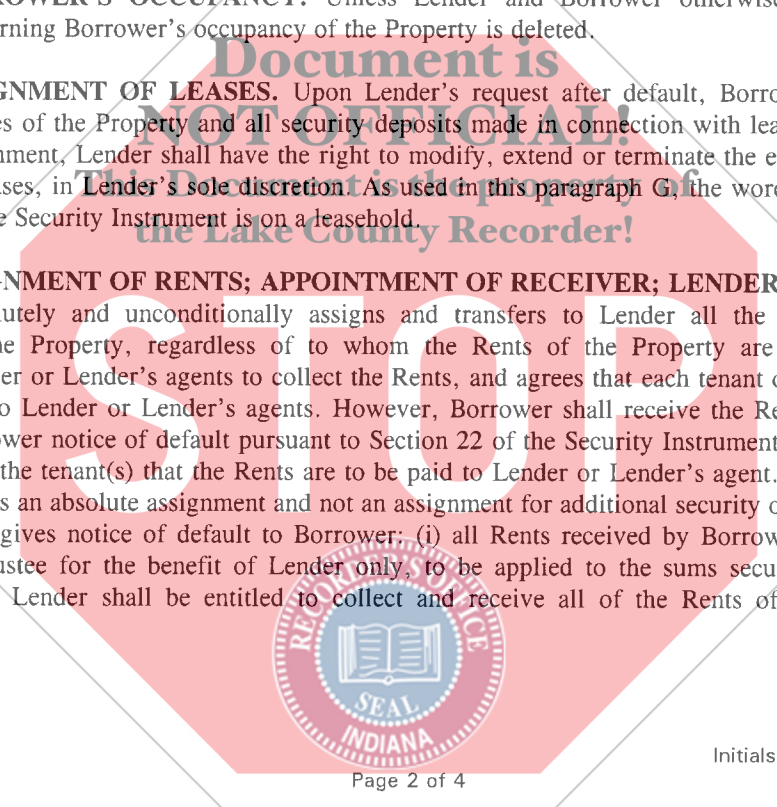 ROWER'S OCCUPANCY. Unless Lender and Borrower otherwise
rning Borrower's occupancy of the Property is deleted.
Document is
GNMENT OF LEASES. Upon Lender's request after default, Borro
NOT OFFICIAL!
es of the Property and all security deposits made in connection with lea
nment, Lender shall have the right to modify, extend or terminate the e
This Document is the property of
ases, in Lender's sole discretion. As used in this paragraph G, the wor
e Security Instrument is on a leasehold.
the Lake County Recorder!
NMENT OF RENTS; APPOINTMENT OF RECEIVER; LENDER
STOP
lutely and unconditionally assigns and transfers to Lender all the
he Property, regardless of to whom the Rents of the Property are
er or Lender's agents to collect the Rents, and agrees that each tenant
o Lender or Lender's agents. However, Borrower shall receive the Re
ower notice of default pursuant to Section 22 of the Security Instrument
the tenant(s) that the Rents are to be paid to Lender or Lender's agent.
s an absolute assignment and not an assignment for additional security o
gives notice of default to Borrower: (i) all Rents received by Borrow
ustee for the benefit of Lender only, to be applied to the sums secu
Lender shall be entitled to collect and receive all of the Rents of
RECORDER'S OFFICE
SEAL
INDIANA
Initials
Page 2 of 4